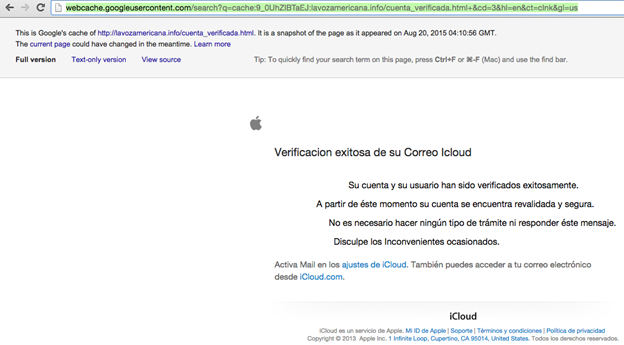 webcache.googleusercontent.com/search?q=cache:9_0UhZIBTaEJ:lavozamericana.info/cuenta_verificada.html+&cd=3&hl=en&ct=clnk&gl=us
This is Google's cache of http://lavozamericana.info/cuenta_verificada.html. It is a snapshot of the page as it appeared on Aug 20, 2015 04:10:56 GMT.
The current page could have changed in the meantime. Learn more
Full version Text-only version View source Tip: To quickly find your search term on this page, press Ctrl+F or ⌘-F (Mac) and use the find bar.
Verificacion exitosa de su Correo Icloud
Su cuenta y su usuario han sido verificados exitosamente.
A partir de éste momento su cuenta se encuentra revalidada y segura.
No es necesario hacer ningún tipo de trámite ni responder éste mensaje.
Disculpe los Inconvenientes ocasionados.
Activa Mail en los ajustes de iCloud. También puedes acceder a tu correo electrónico
desde iCloud.com.
iCloud
iCloud es un servicio de Apple. Mi ID de Apple | Soporte | Términos y condiciones | Política de privacidad
Copyright © 2013 Apple Inc. 1 Infinite Loop, Cupertino, CA 95014, United States. Todos los derechos reservados.